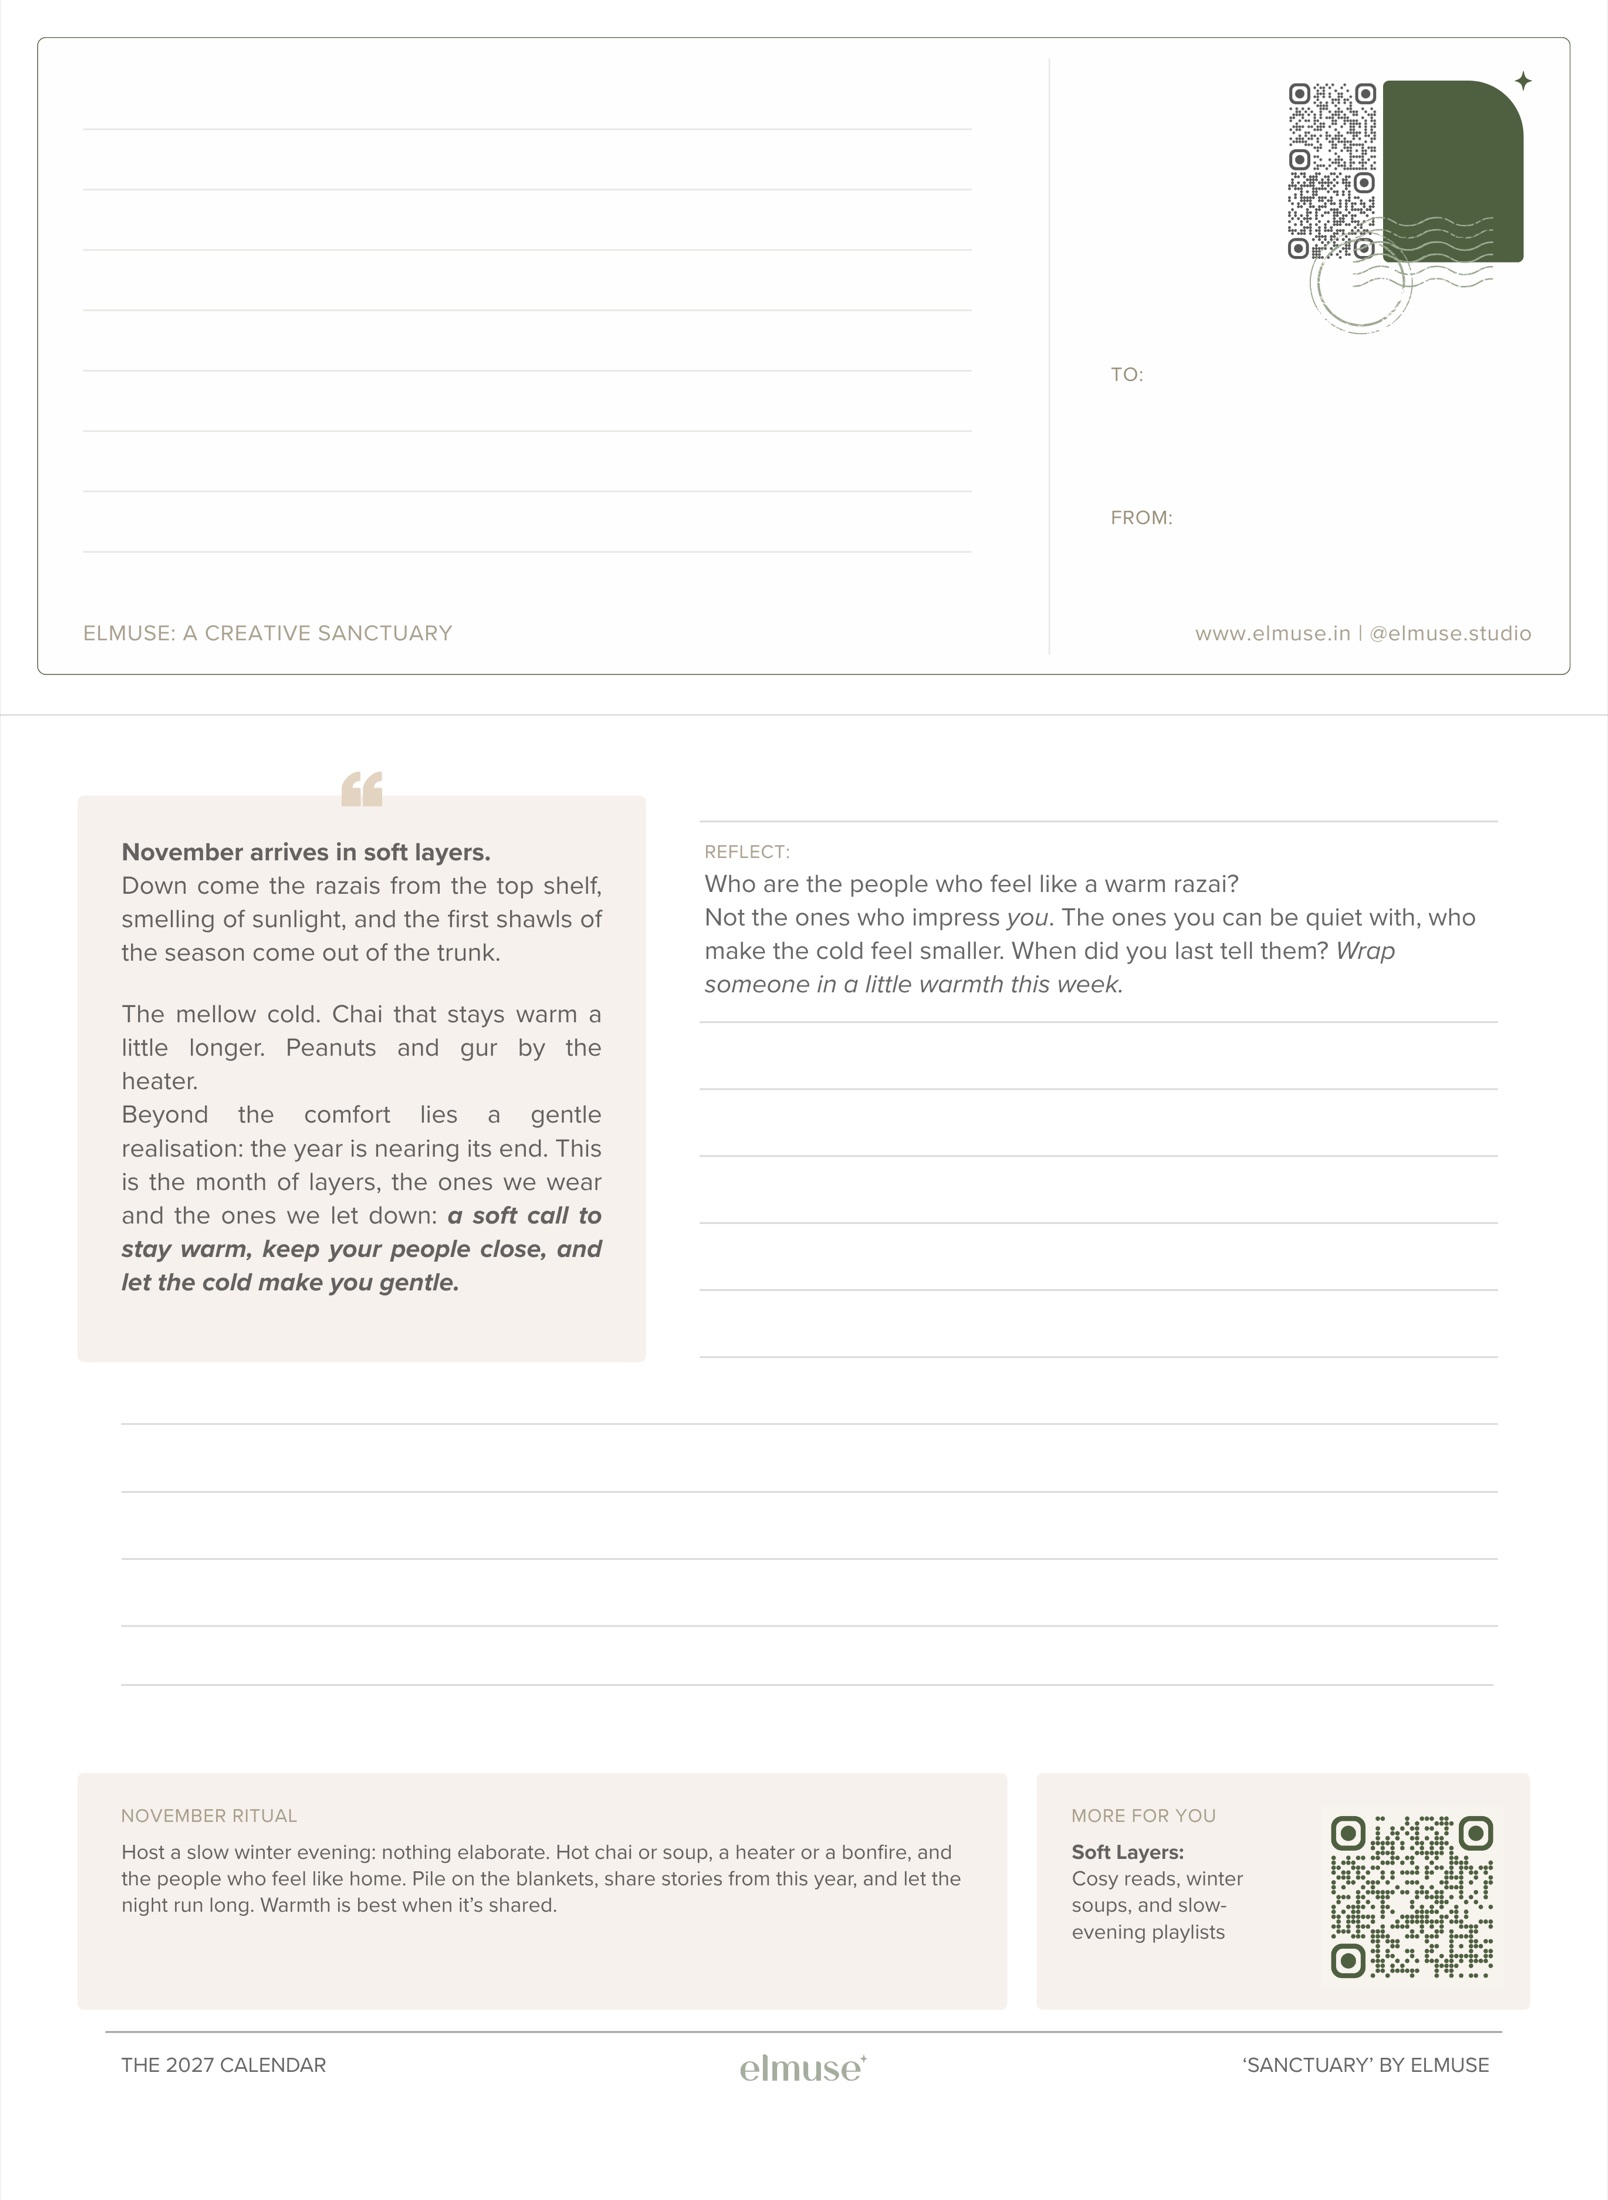 TO:
FROM:
ELMUSE: A CREATIVE SANCTUARY
www.elmuse.in | @elmuse.studio
November arrives in soft layers.
Down come the razais from the top shelf,
smelling of sunlight, and the first shawls of
the season come out of the trunk.
The mellow cold. Chai that stays warm a
little longer. Peanuts and gur by the
heater.
Beyond the comfort lies a gentle
realisation: the year is nearing its end. This
is the month of layers, the ones we wear
and the ones we let down: a soft call to
stay warm, keep your people close, and
let the cold make you gentle.
REFLECT:
Who are the people who feel like a warm razai?
Not the ones who impress you. The ones you can be quiet with, who
make the cold feel smaller. When did you last tell them? Wrap
someone in a little warmth this week.
NOVEMBER RITUAL
Host a slow winter evening: nothing elaborate. Hot chai or soup, a heater or a bonfire, and
the people who feel like home. Pile on the blankets, share stories from this year, and let the
night run long. Warmth is best when it’s shared.
MORE FOR YOU
Soft Layers:
Cosy reads, winter
soups, and slow-
evening playlists
THE 2027 CALENDAR
elmuse
‘SANCTUARY’ BY ELMUSE